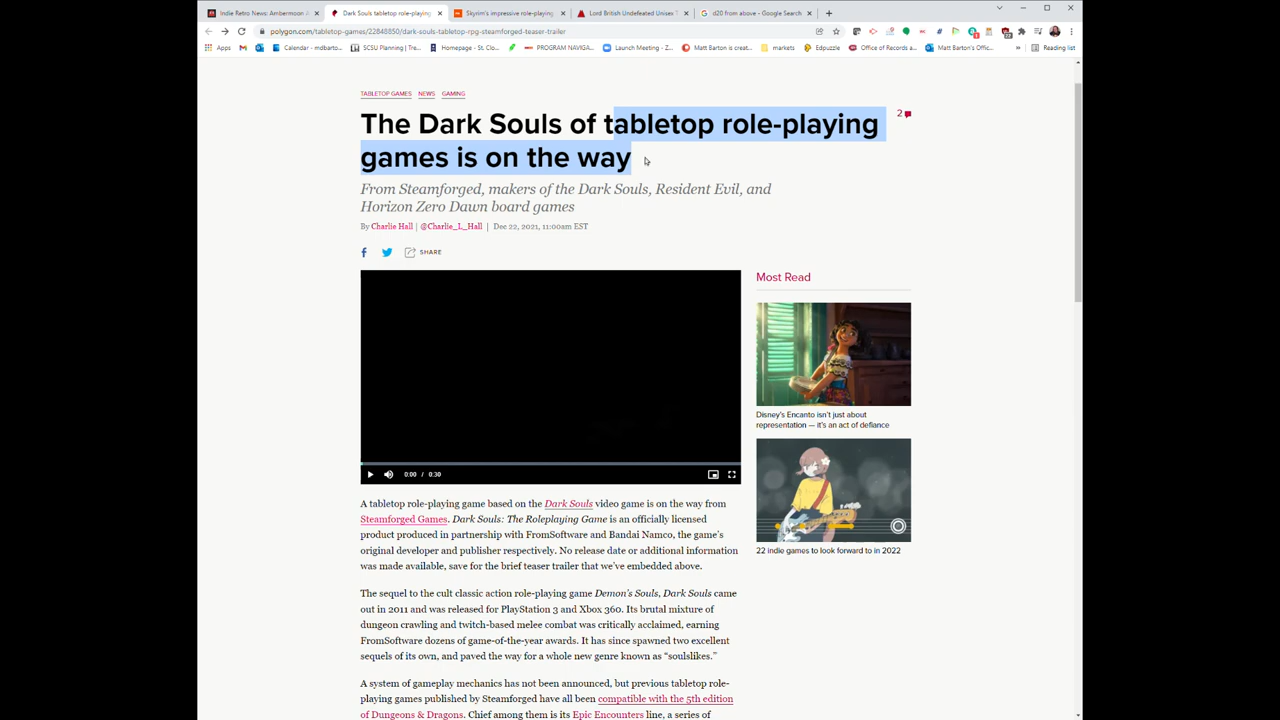 Indie Retro News: Ambermoon A
Dark Souls tabletop role-playing
Skyrim's impressive role-playing
Lord British Undefeated Unisex T
d20 from above - Google Search
polygon.com/tabletop-games/22848850/dark-souls-tabletop-rpg-steamforged-teaser-trailer
Apps
Calendar - mdbarto...
SCSU Planning | Tre...
Homepage - St. Clo...
PROGRAM NAVIGA...
Launch Meeting - Z...
Matt Barton is creat...
markets
Edpuzzle
Office of Records a...
Matt Barton's Offic...
Reading list
TABLETOP GAMES NEWS GAMING
The Dark Souls of tabletop role-playing
games is on the way
2
From Steamforged, makers of the Dark Souls, Resident Evil, and
Horizon Zero Dawn board games
By Charlie Hall | @Charlie_L_Hall | Dec 22, 2021, 11:00am EST
SHARE
0:00 / 0:30
Most Read
Disney's Encanto isn't just about
representation — it's an act of defiance
22 indie games to look forward to in 2022
A tabletop role-playing game based on the Dark Souls video game is on the way from
Steamforged Games. Dark Souls: The Roleplaying Game is an officially licensed
product produced in partnership with FromSoftware and Bandai Namco, the game's
original developer and publisher respectively. No release date or additional information
was made available, save for the brief teaser trailer that we've embedded above.
The sequel to the cult classic action role-playing game Demon's Souls, Dark Souls came
out in 2011 and was released for PlayStation 3 and Xbox 360. Its brutal mixture of
dungeon crawling and twitch-based melee combat was critically acclaimed, earning
FromSoftware dozens of game-of-the-year awards. It has since spawned two excellent
sequels of its own, and paved the way for a whole new genre known as “soulslikes.”
A system of gameplay mechanics has not been announced, but previous tabletop role-
playing games published by Steamforged have all been compatible with the 5th edition
of Dungeons & Dragons. Chief among them is its Epic Encounters line, a series of